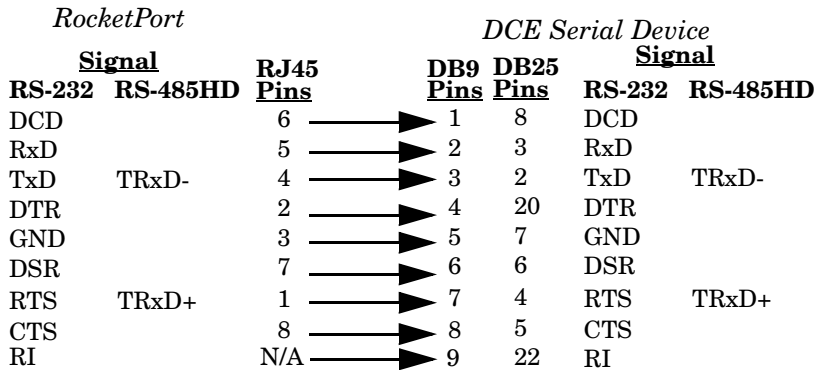 RocketPort DCE Serial Device
Signal RJ45 Pins DB9 Pins DB25 Pins Signal
RS-232 RS-485HD RS-232 RS-485HD
DCD 6 1 8 DCD
RxD 5 2 3 RxD
TxD TRxD- 4 3 2 TxD TRxD-
DTR 2 4 20 DTR
GND 3 5 7 GND
DSR 7 6 6 DSR
RTS TRxD+ 1 7 4 RTS TRxD+
CTS 8 8 5 CTS
RI N/A 9 22 RI